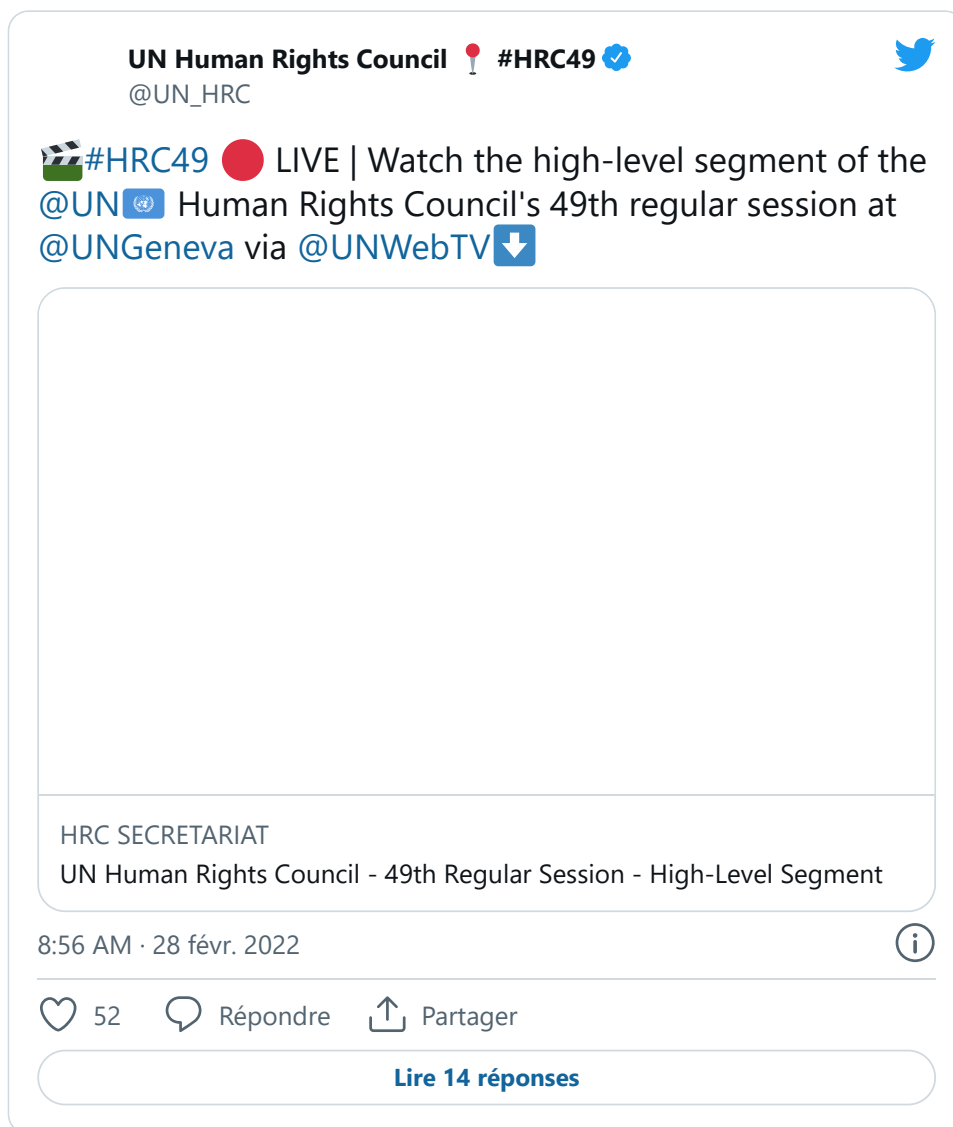 UN Human Rights Council 📍 #HRC49
@UN_HRC
🎬#HRC49 🔴 LIVE | Watch the high-level segment of the
@UN🇺🇳 Human Rights Council's 49th regular session at
@UNGeneva via @UNWebTV⬇️
HRC SECRETARIAT
UN Human Rights Council - 49th Regular Session - High-Level Segment
8:56 AM · 28 févr. 2022
52 Répondre Partager
Lire 14 réponses